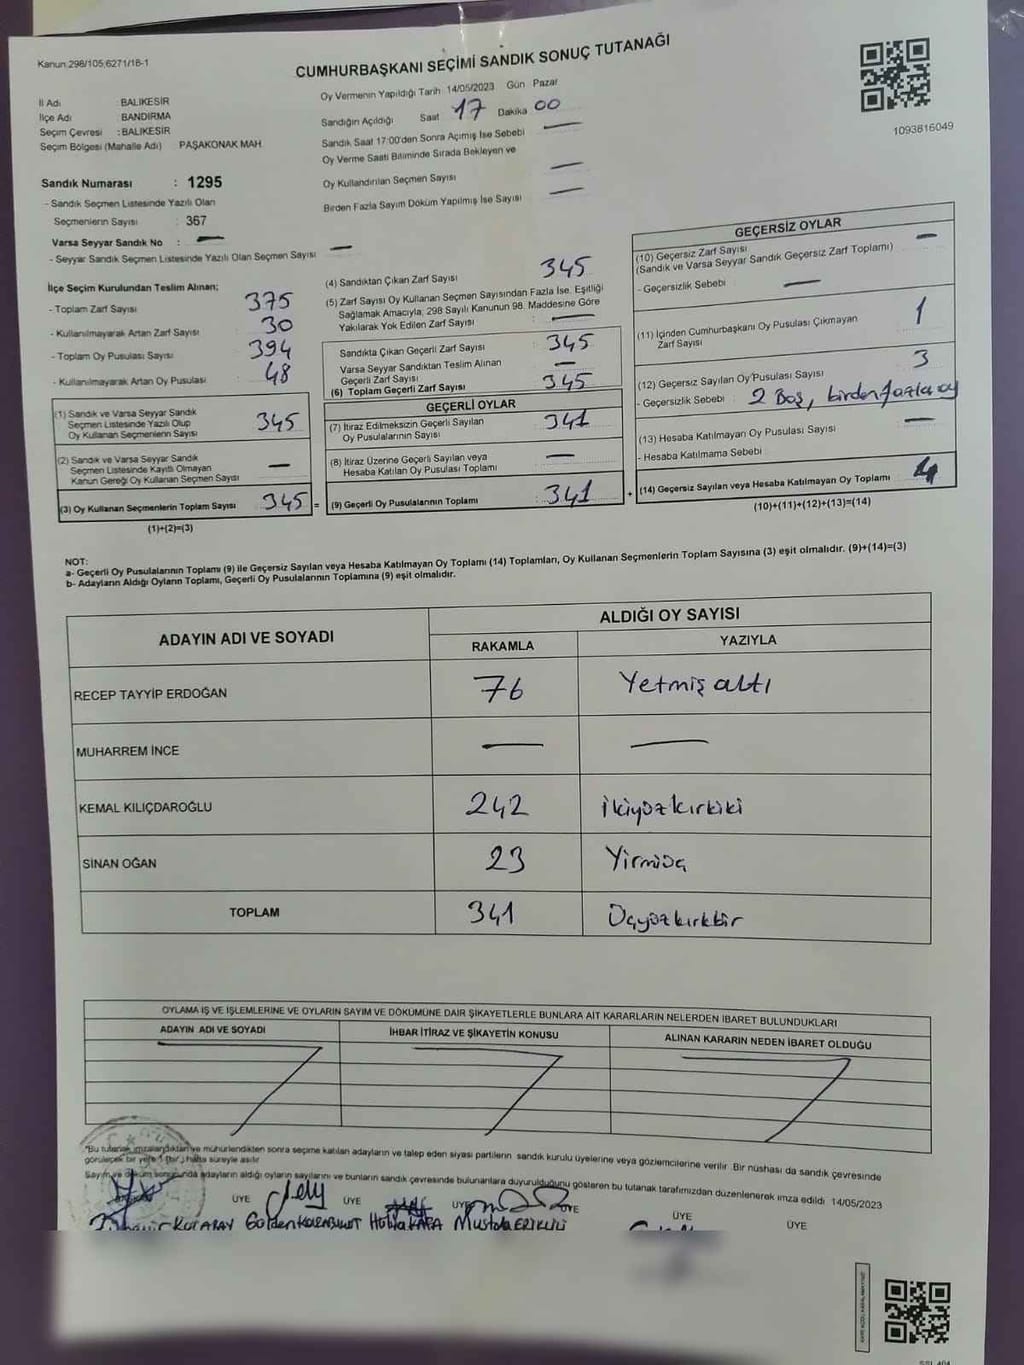 Kanun:298/105;6271/18-1
CUMHURBAŞKANI SEÇİMİ SANDIK SONUÇ TUTANAĞI
1093816049
İl Adı : BALIKESİR
İlçe Adı : BANDIRMA
Seçim Çevresi : BALIKESİR
Seçim Bölgesi (Mahalle Adı) PAŞAKONAK MAH.
Sandık Numarası : 1295
- Sandık Seçmen Listesinde Yazılı Olan
Seçmenlerin Sayısı : 367
Varsa Seyyar Sandık No : —
- Seyyar Sandık Seçmen Listesinde Yazılı Olan Seçmen Sayısı —
Oy Vermenin Yapıldığı Tarih 14/05/2023 Gün Pazar
Sandığın Açıldığı Saat 17 Dakika 00
Sandık Saat 17:00'den Sonra Açımış İse Sebebi —
Oy Verme Saati Bitiminde Sırada Bekleyen ve
Oy Kullandırılan Seçmen Sayısı —
Birden Fazla Sayım Döküm Yapılmış İse Sayısı —
İlçe Seçim Kurulundan Teslim Alınan;
- Toplam Zarf Sayısı 375
- Kullanılmayarak Artan Zarf Sayısı 30
- Toplam Oy Pusulası Sayısı 394
- Kullanılmayarak Artan Oy Pusulası 48
(1) Sandık ve Varsa Seyyar Sandık
Seçmen Listesinde Yazılı Olup
Oy Kullanan Seçmenlerin Sayısı : 345
(2) Sandık ve Varsa Seyyar Sandık
Seçmen Listesinde Kayıtlı Olmayan
Kanun Gereği Oy Kullanan Seçmen Sayısı —
(3) Oy Kullanan Seçmenlerin Toplam Sayısı 345 =
(1)+(2)=(3)
(4) Sandıktan Çıkan Zarf Sayısı 345
(5) Zarf Sayısı Oy Kullanan Seçmen Sayısından Fazla İse, Eşitliği
Sağlamak Amacıyla; 298 Sayılı Kanunun 98. Maddesine Göre
Yakılarak Yok Edilen Zarf Sayısı : —
Sandıkta Çıkan Geçerli Zarf Sayısı : 345
Varsa Seyyar Sandıktan Teslim Alınan
Geçerli Zarf Sayısı —
(6) Toplam Geçerli Zarf Sayısı 345
GEÇERLİ OYLAR
(7) İtiraz Edilmeksizin Geçerli Sayılan
Oy Pusulalarının Sayısı : 341
(8) İtiraz Üzerine Geçerli Sayılan veya
Hesaba Katılan Oy Pusulası Toplamı : —
(9) Geçerli Oy Pusulalarının Toplamı : 341 +
GEÇERSİZ OYLAR
(10) Geçersiz Zarf Sayısı —
(Sandık ve Varsa Seyyar Sandık Geçersiz Zarf Toplamı)
- Geçersizlik Sebebi : —
(11) İçinden Cumhurbaşkanı Oy Pusulası Çıkmayan
Zarf Sayısı 1
(12) Geçersiz Sayılan Oy Pusulası Sayısı 3
- Geçersizlik Sebebi : 2 Boş, birden fazla oy
(13) Hesaba Katılmayan Oy Pusulası Sayısı —
- Hesaba Katılmama Sebebi
(14) Geçersiz Sayılan veya Hesaba Katılmayan Oy Toplamı 4
(10)+(11)+(12)+(13)=(14)
NOT:
a- Geçerli Oy Pusulalarının Toplamı (9) ile Geçersiz Sayılan veya Hesaba Katılmayan Oy Toplamı (14) Toplamları, Oy Kullanan Seçmenlerin Toplam Sayısına (3) eşit olmalıdır. (9)+(14)=(3)
b- Adayların Aldığı Oyların Toplamı, Geçerli Oy Pusulalarının Toplamına (9) eşit olmalıdır.
ADAYIN ADI VE SOYADI ALDIĞI OY SAYISI
RAKAMLA YAZIYLA
RECEP TAYYİP ERDOĞAN 76 Yetmiş altı
MUHARREM İNCE — —
KEMAL KILIÇDAROĞLU 242 İkiyüzkırkiki
SİNAN OĞAN 23 Yirmiüç
TOPLAM 341 Üçyüzkırkbir
OYLAMA İŞ VE İŞLEMLERİNE VE OYLARIN SAYIM VE DÖKÜMÜNE DAİR ŞİKAYETLERLE BUNLARA AİT KARARLARIN NELERDEN İBARET BULUNDUKLARI
ADAYIN ADI VE SOYADI İHBAR İTİRAZ VE ŞİKAYETİN KONUSU ALINAN KARARIN NEDEN İBARET OLDUĞU
"Bu tutanak imzalandıktan ve mühürlendikten sonra seçime katılan adayların ve talep eden siyasi partilerin sandık kurulu üyelerine veya gözlemcilerine verilir. Bir nüshası da sandık çevresinde
görülecek bir yere 1 (bir) hafta süreyle asılır.
Sayım ve döküm sonucunda adayların aldığı oyların sayılarını ve bunların sandık çevresinde bulunanlara duyurulduğunu gösteren bu tutanak tarafımızdan düzenlenerek imza edildi 14/05/2023
ÜYE ÜYE ÜYE ÜYE ÜYE ÜYE
KURARAY Gülden Hülya KARA Mustafa